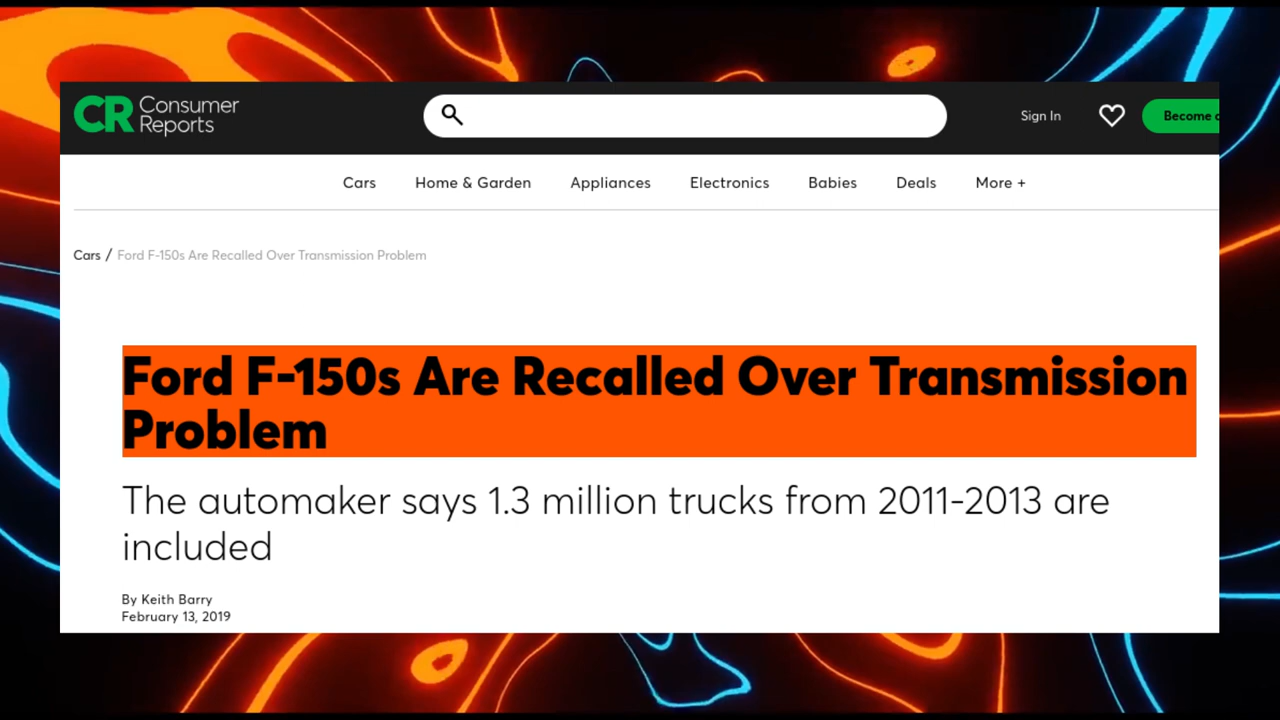 CR Consumer
Reports
Sign In
Become
Cars Home & Garden Appliances Electronics Babies Deals More +
Cars / Ford F-150s Are Recalled Over Transmission Problem
Ford F-150s Are Recalled Over Transmission
Problem
The automaker says 1.3 million trucks from 2011-2013 are
included
By Keith Barry
February 13, 2019